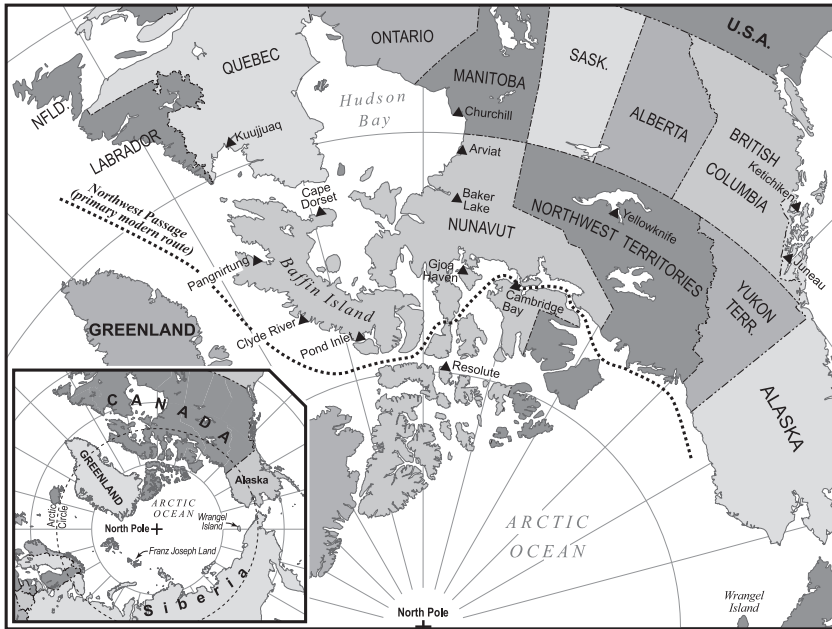 U.S.A.
ONTARIO
SASK.
QUEBEC
MANITOBA
ALBERTA
BRITISH
COLUMBIA
NFLD.
LABRADOR
Hudson
Bay
Churchill
Kuujjuaq
Arviat
Ketichiken
Northwest Passage
(primary modern route)
Cape
Dorset
Baker
Lake
NUNAVUT
NORTHWEST TERRITORIES
Yellowknife
Juneau
Pangnirtung
Baffin Island
Gjoa
Haven
Cambridge
Bay
YUKON
TERR.
GREENLAND
Clyde River
Pond Inlet
Resolute
ALASKA
CANADA
GREENLAND
Alaska
ARCTIC
OCEAN
Arctic
Circle
North Pole
Wrangel
Island
Franz Joseph Land
Siberia
ARCTIC
OCEAN
North Pole
Wrangel
Island